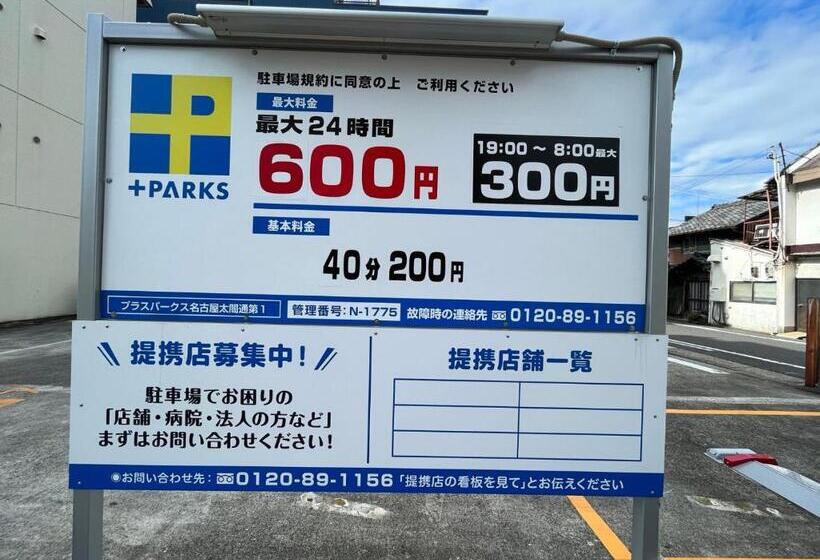 駐車場規約に同意の上 ご利用ください
最大料金
最大24時間
600円
19:00 ～ 8:00最大
300円
+PARKS
基本料金
40分 200円
プラスパークス名古屋太閤通第1
管理番号: N-1775
故障時の連絡先 0120-89-1156
提携店募集中!
駐車場でお困りの
「店舗・病院・法人の方など」
まずはお問い合わせください!
提携店舗一覧
◉お問い合わせ先: 0120-89-1156「提携店の看板を見て」とお伝えください